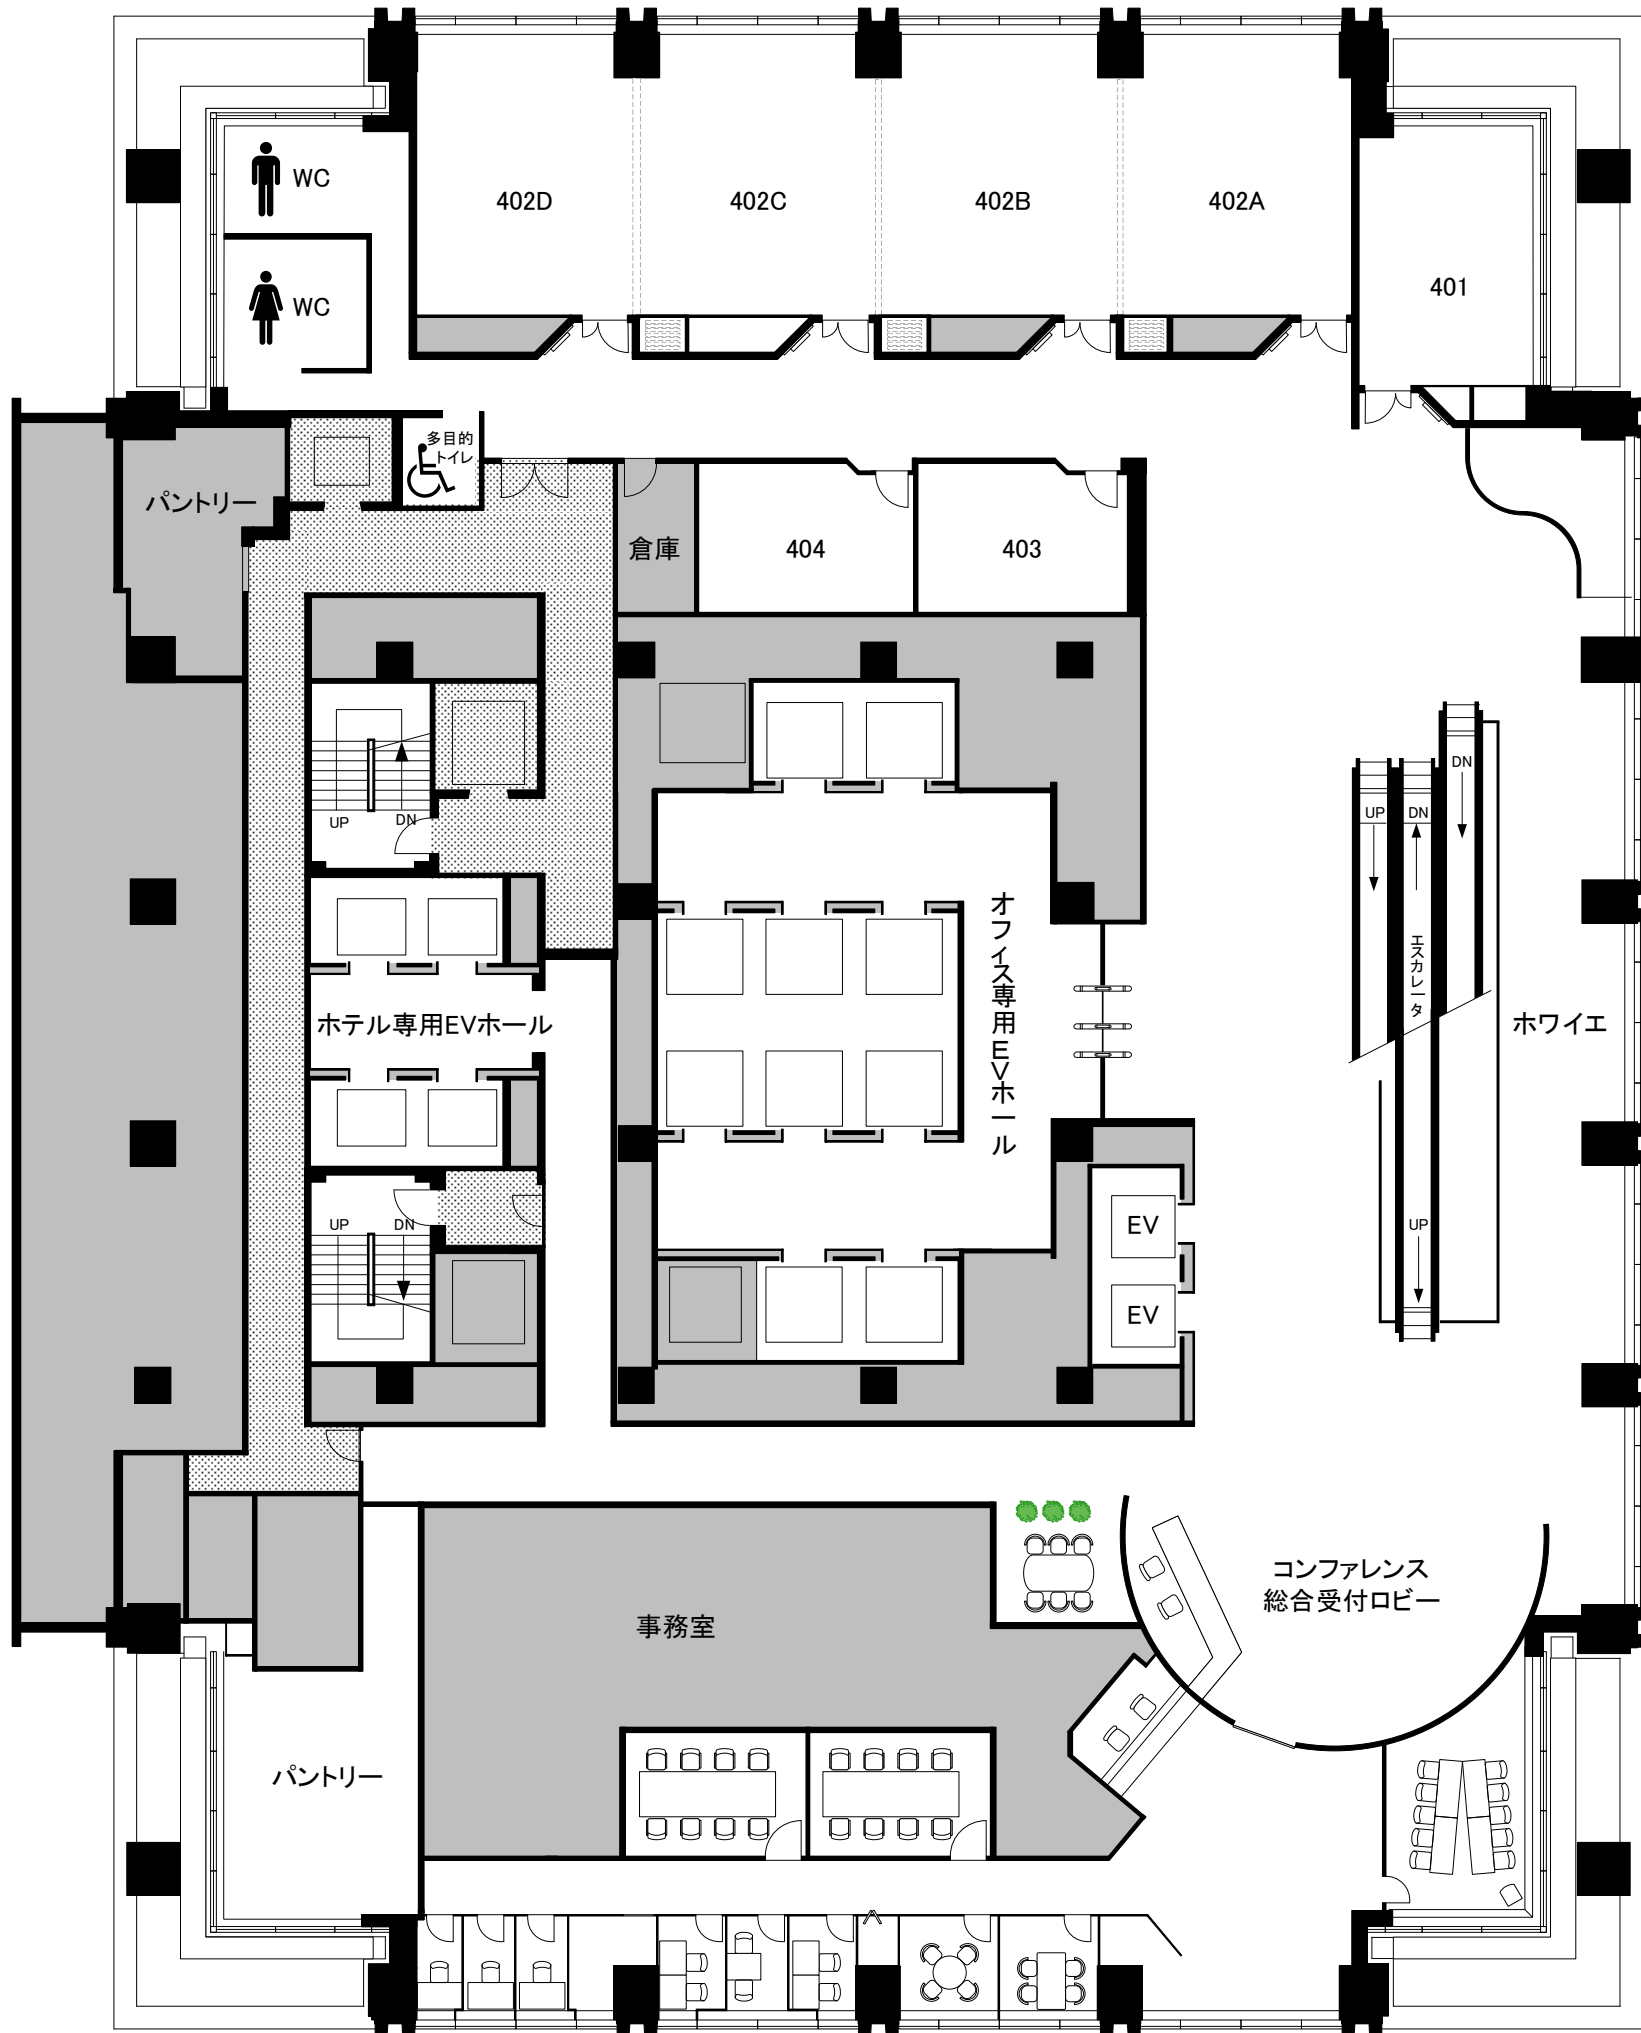 WC
402D
402C
402B
402A
WC
401
多目的
トイレ
パントリー
倉庫
404
403
DN
UP
DN
UP
DN
エスカレータ
オフィス専用EVホール
ホテル専用EVホール
ホワイエ
UP
DN
EV
UP
EV
コンファレンス
総合受付ロビー
事務室
パントリー